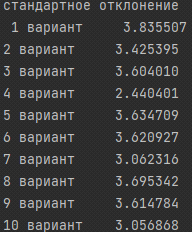 стандартное отклонение
1 вариант 3.835507
2 вариант 3.425395
3 вариант 3.604010
4 вариант 2.440401
5 вариант 3.634709
6 вариант 3.620927
7 вариант 3.062316
8 вариант 3.695342
9 вариант 3.614784
10 вариант 3.056868